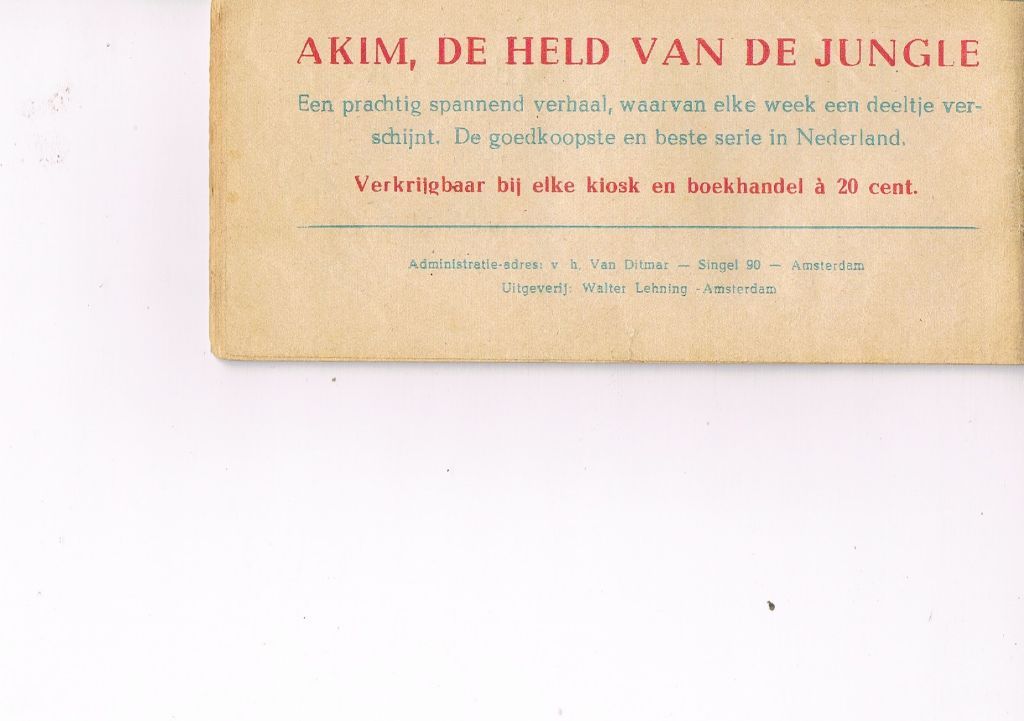 AKIM, DE HELD VAN DE JUNGLE
Een prachtig spannend verhaal, waarvan elke week een deeltje ver-
schijnt. De goedkoopste en beste serie in Nederland.
Verkrijgbaar bij elke kiosk en boekhandel à 20 cent.
Administratie-adres: v h. Van Ditmar — Singel 90 — Amsterdam
Uitgeverij: Walter Lehning -Amsterdam